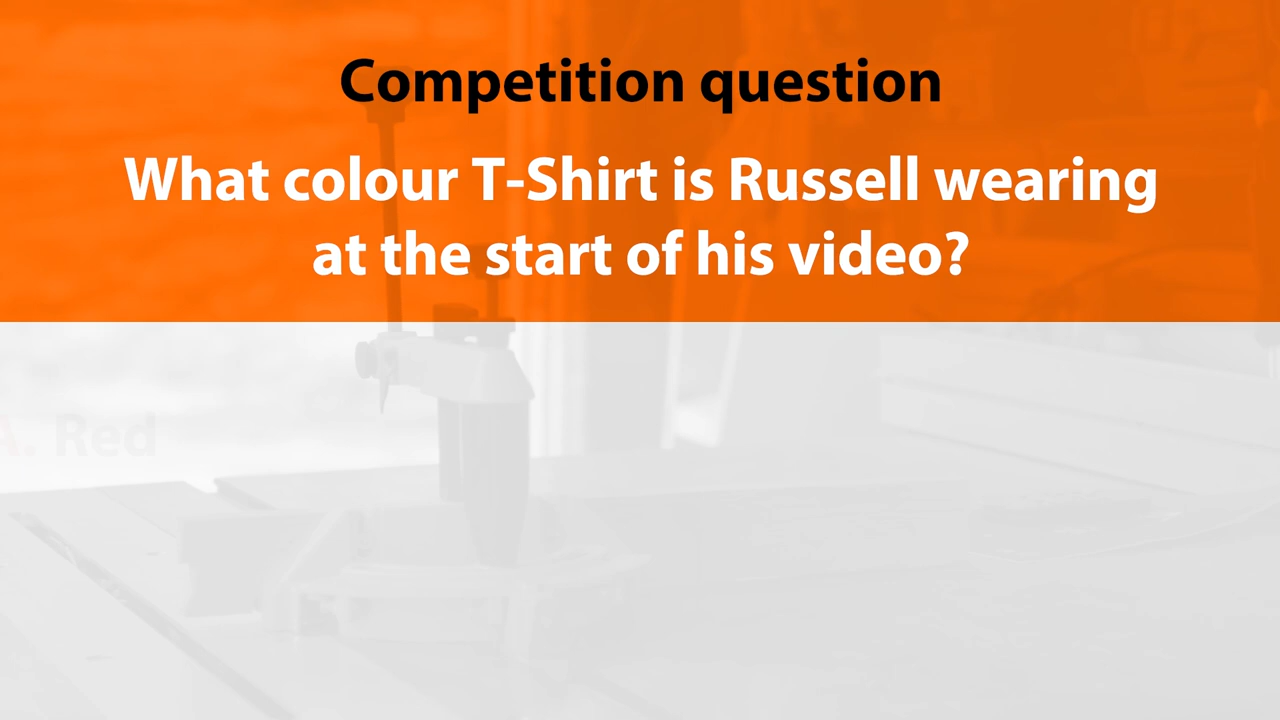 Competition question
What colour T-Shirt is Russell wearing
at the start of his video?
A. Red